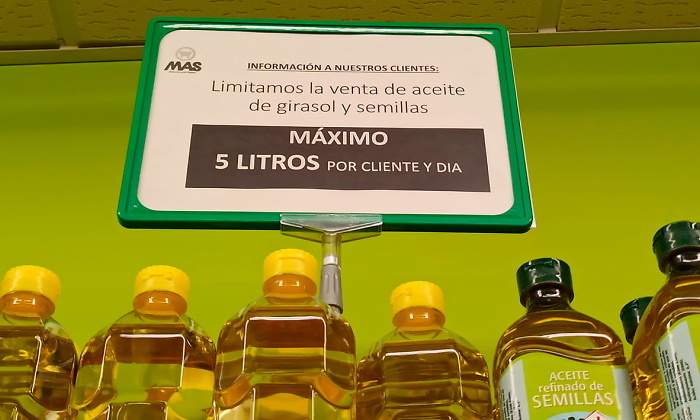 MAS
INFORMACIÓN A NUESTROS CLIENTES:
Limitamos la venta de aceite
de girasol y semillas
MÁXIMO
5 LITROS POR CLIENTE Y DIA
ACEITE
refinado de
SEMILLAS